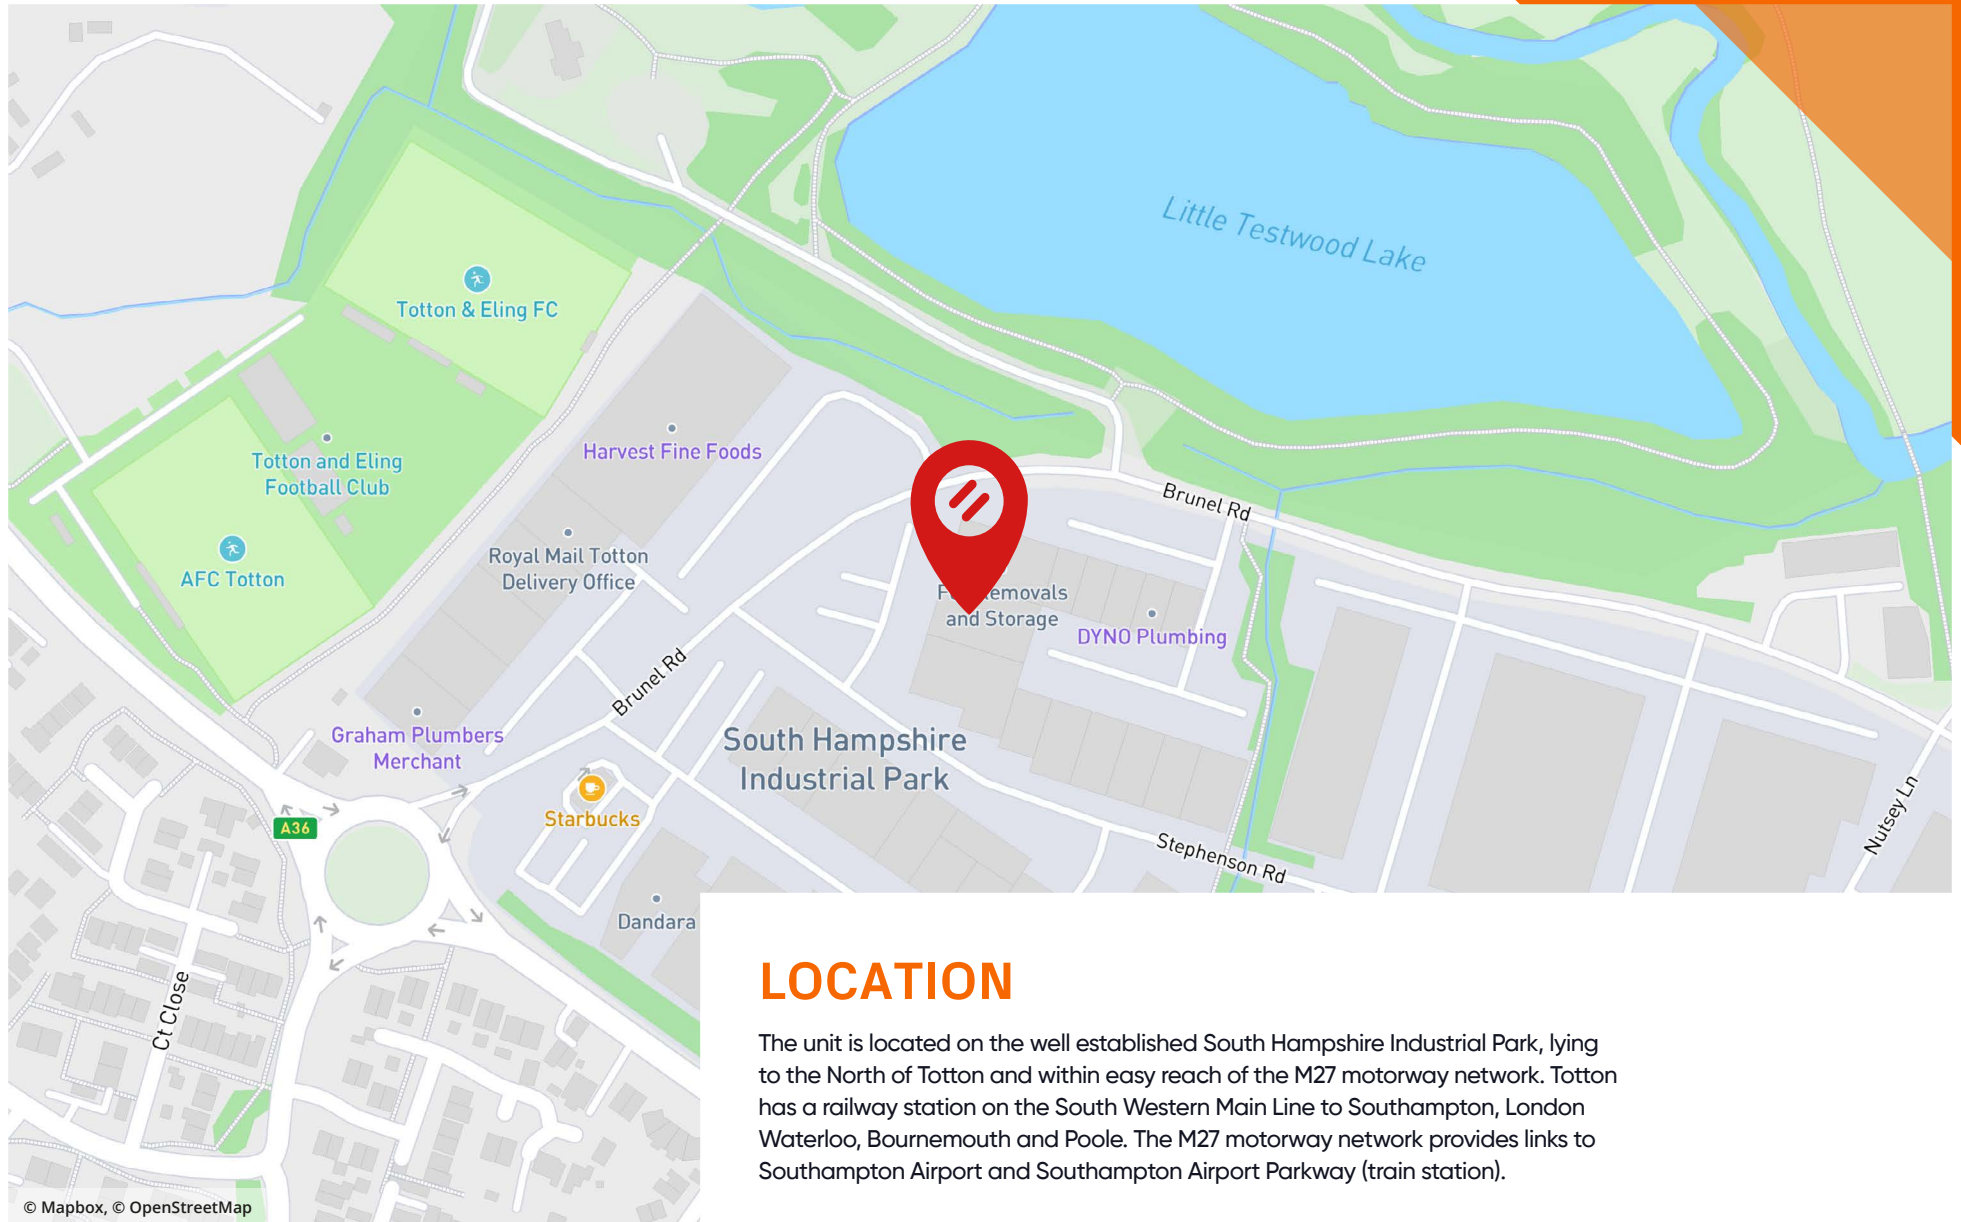 Little Testwood Lake
Totton & Eling FC
Harvest Fine Foods
Totton and Eling
Football Club
Brunel Rd
Royal Mail Totton
Delivery Office
AFC Totton
and Storage
DYNO Plumbing
Brunel Rd
Graham Plumbers
Merchant
South Hampshire
Industrial Park
Starbucks
A36
Nutsey Ln
Stephenson Rd
Dandara
Ct Close
LOCATION
The unit is located on the well established South Hampshire Industrial Park, lying
to the North of Totton and within easy reach of the M27 motorway network. Totton
has a railway station on the South Western Main Line to Southampton, London
Waterloo, Bournemouth and Poole. The M27 motorway network provides links to
Southampton Airport and Southampton Airport Parkway (train station).
© Mapbox, © OpenStreetMap